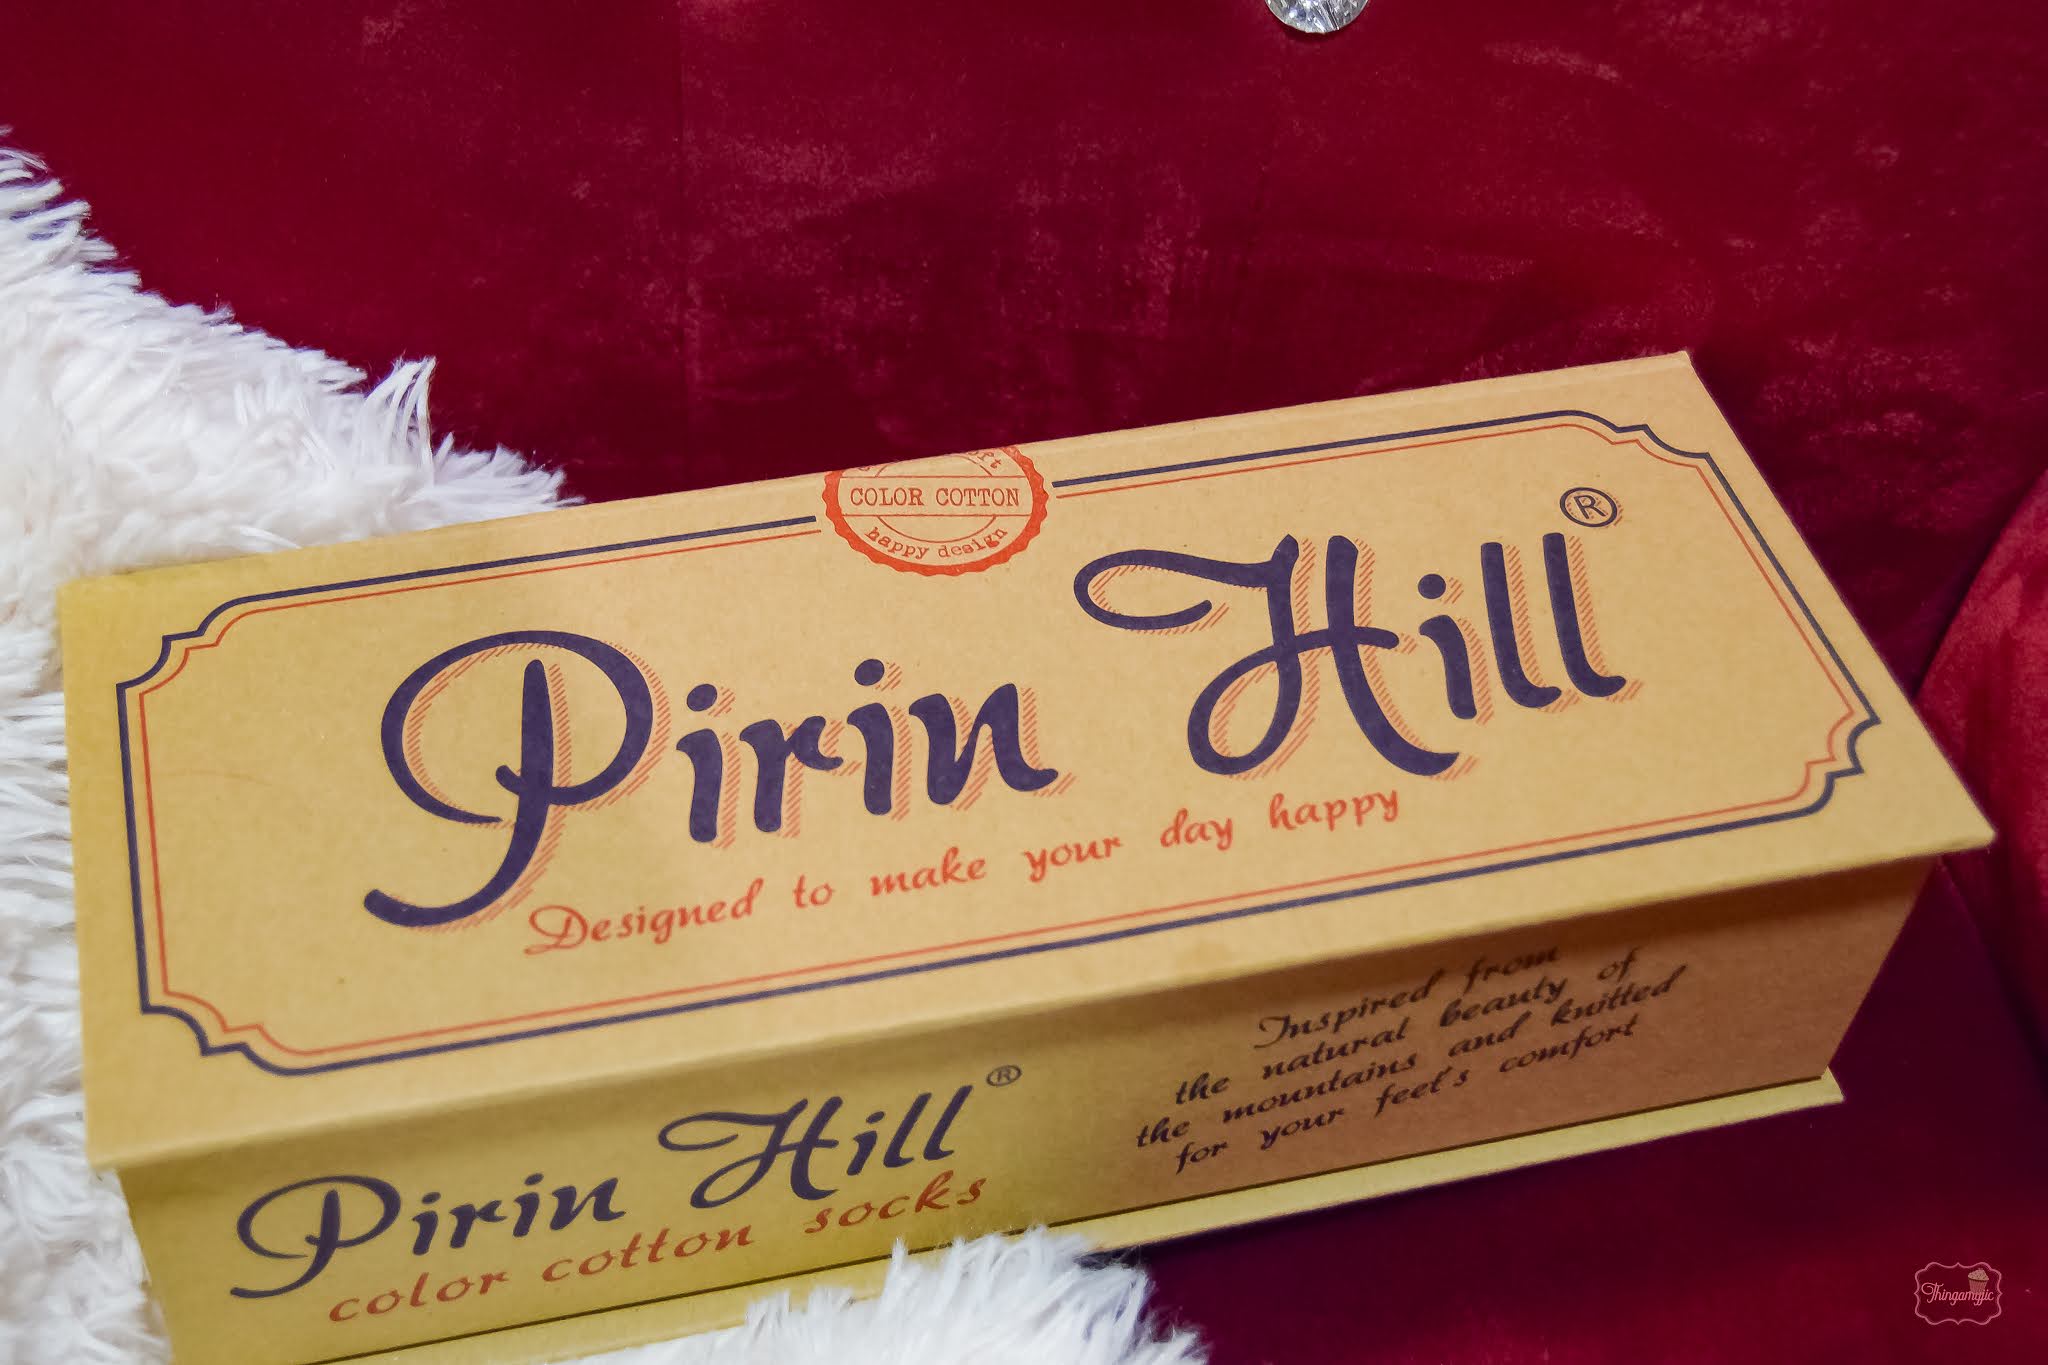 COLOR COTTON
happy design
Pirin Hill®
Designed to make your day happy
Pirin Hill®
color cotton socks
Inspired from
the natural beauty of
the mountains and knitted
for your feet's comfort
Thingamyjic